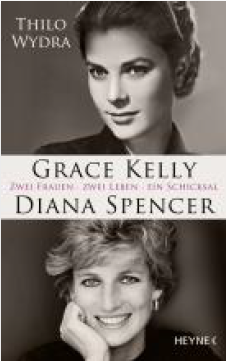 THILO
WYDRA
GRACE KELLY
ZWEI FRAUEN · ZWEI LEBEN · EIN SCHICKSAL
DIANA SPENCER
HEYNE